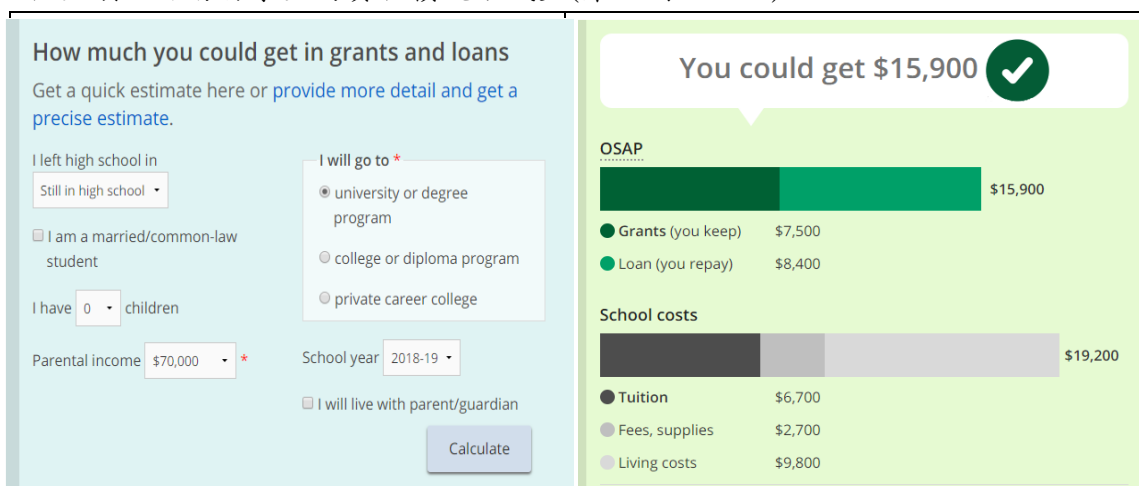 How much you could get in grants and loans
Get a quick estimate here or provide more detail and get a
precise estimate.
I left high school in
Still in high school
I am a married/common-law
student
I have 0 children
Parental income $70,000 *
I will go to *
university or degree
program
college or diploma program
private career college
School year 2018-19
I will live with parent/guardian
Calculate
You could get $15,900
OSAP
$15,900
Grants (you keep) $7,500
Loan (you repay) $8,400
School costs
$19,200
Tuition $6,700
Fees, supplies $2,700
Living costs $9,800